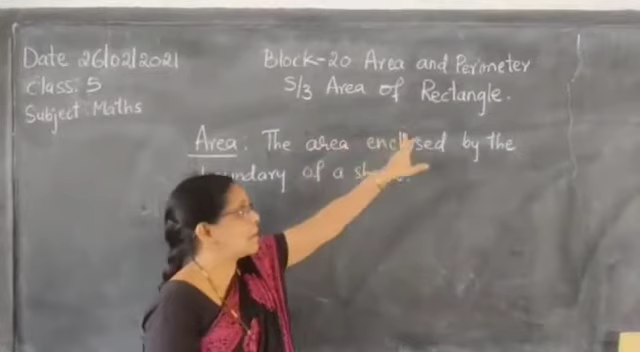 Date 26/02/2021
Class: 5
Subject: Maths
Block-20 Area and Perimeter
S/3 Area of Rectangle.
Area: The area enclosed by the
boundary of a